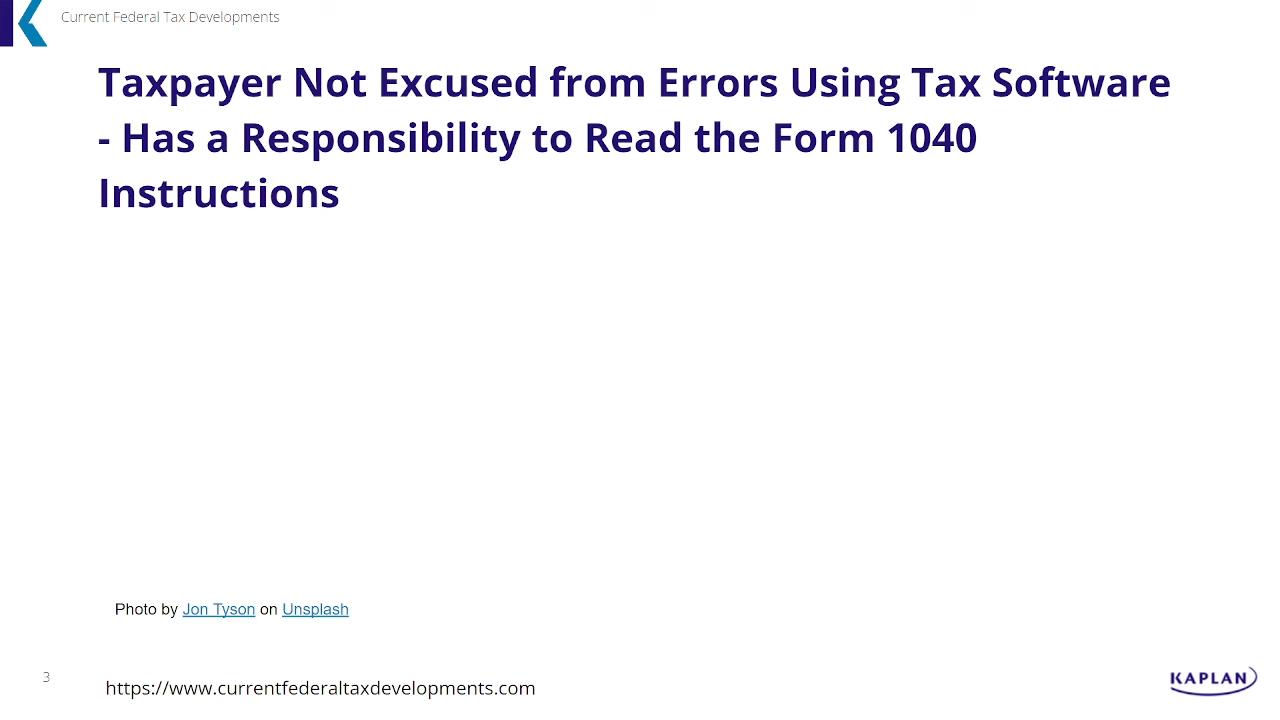 Current Federal Tax Developments
Taxpayer Not Excused from Errors Using Tax Software
- Has a Responsibility to Read the Form 1040
Instructions
Photo by Jon Tyson on Unsplash
3
https://www.currentfederaltaxdevelopments.com
KAPLAN